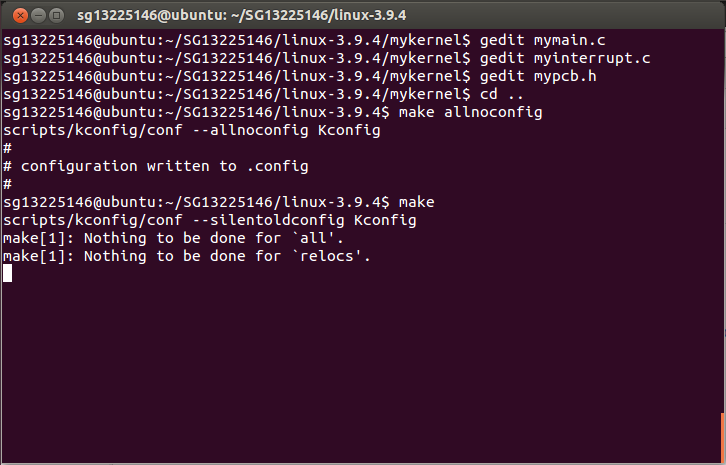 sg13225146@ubuntu: ~/SG13225146/linux-3.9.4
sg13225146@ubuntu:~/SG13225146/linux-3.9.4/mykernel$ gedit mymain.c
sg13225146@ubuntu:~/SG13225146/linux-3.9.4/mykernel$ gedit myinterrupt.c
sg13225146@ubuntu:~/SG13225146/linux-3.9.4/mykernel$ gedit mypcb.h
sg13225146@ubuntu:~/SG13225146/linux-3.9.4/mykernel$ cd ..
sg13225146@ubuntu:~/SG13225146/linux-3.9.4$ make allnoconfig
scripts/kconfig/conf --allnoconfig Kconfig
#
# configuration written to .config
#
sg13225146@ubuntu:~/SG13225146/linux-3.9.4$ make
scripts/kconfig/conf --silentoldconfig Kconfig
make[1]: Nothing to be done for `all'.
make[1]: Nothing to be done for `relocs'.